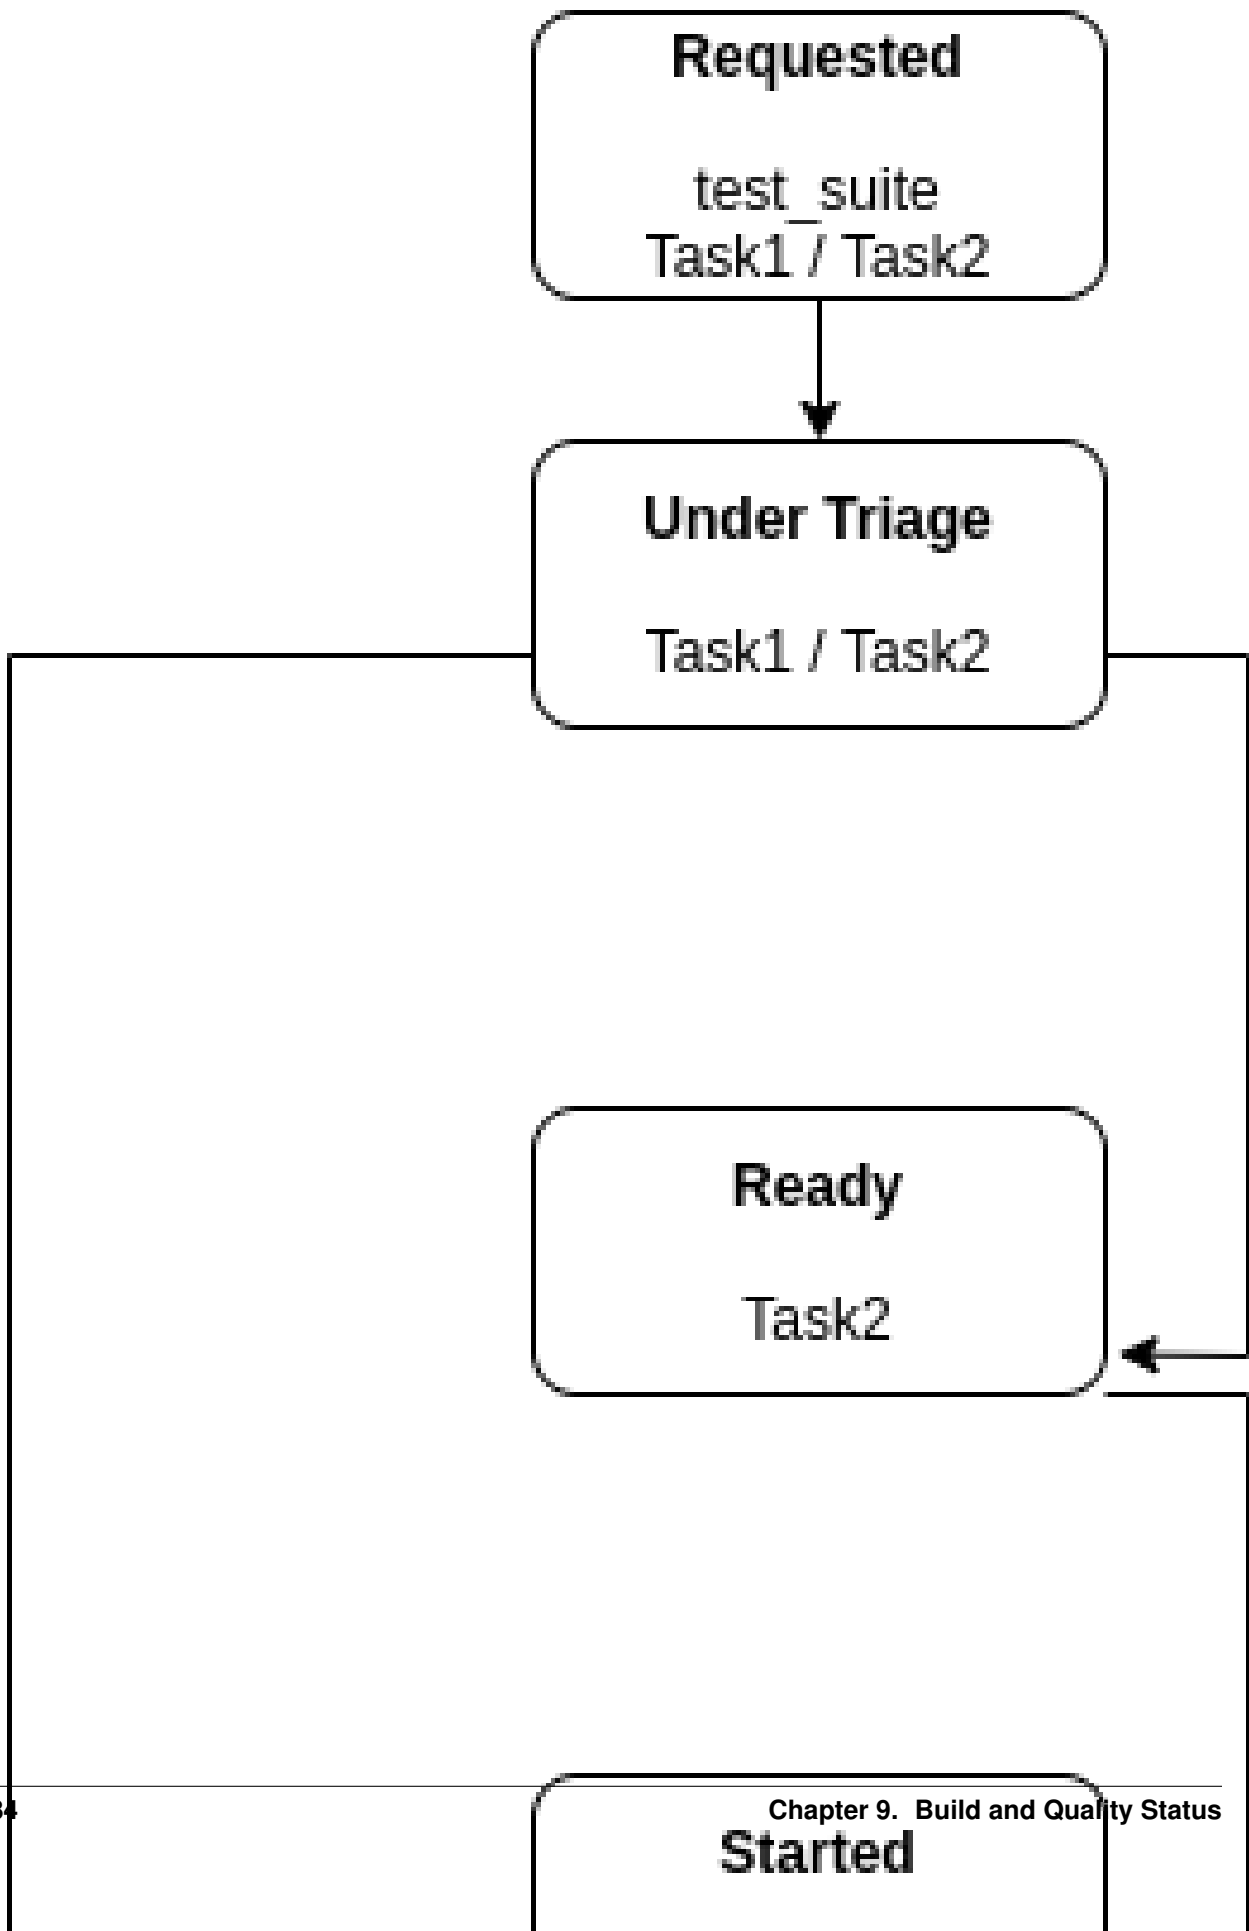 Requested
test_suite
Task1 / Task2
Under Triage
Task1 / Task2
Ready
Task2
Chapter 9. Build and Quality Status
Started